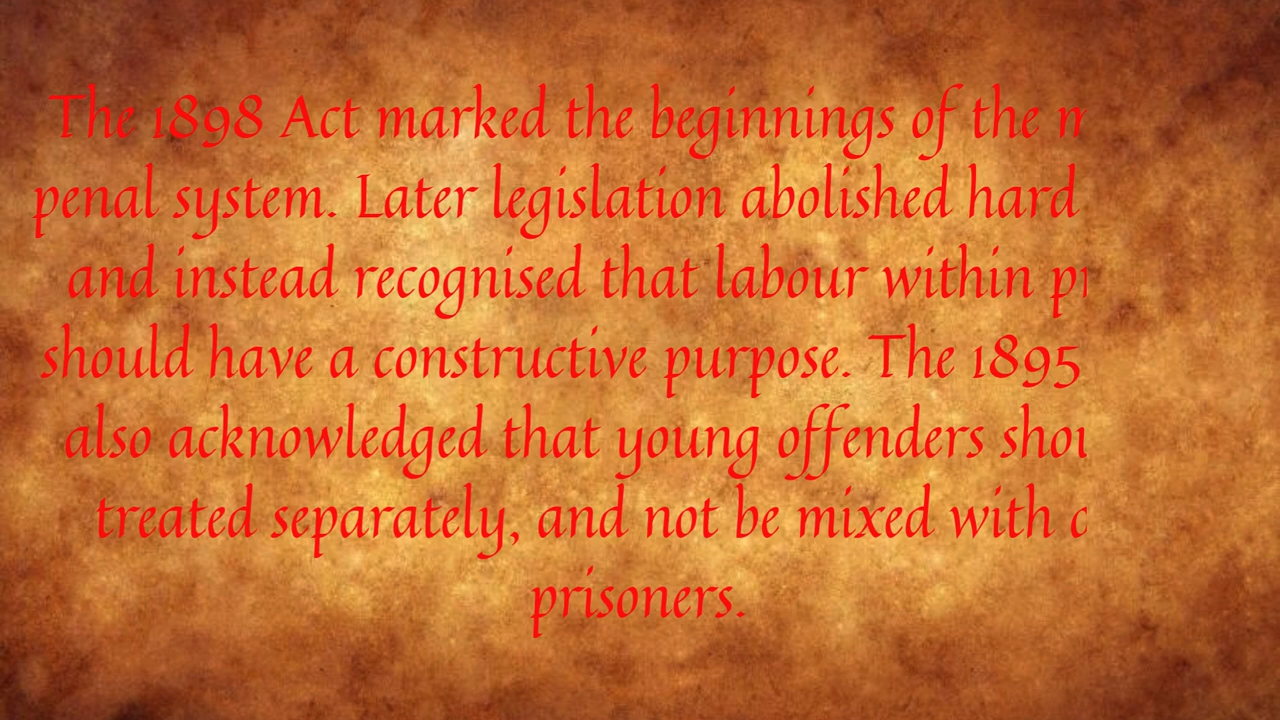 The 1898 Act marked the beginnings of the
penal system. Later legislation abolished hard
and instead recognised that labour within
should have a constructive purpose. The 1895
also acknowledged that young offenders
treated separately, and not be mixed with
prisoners.